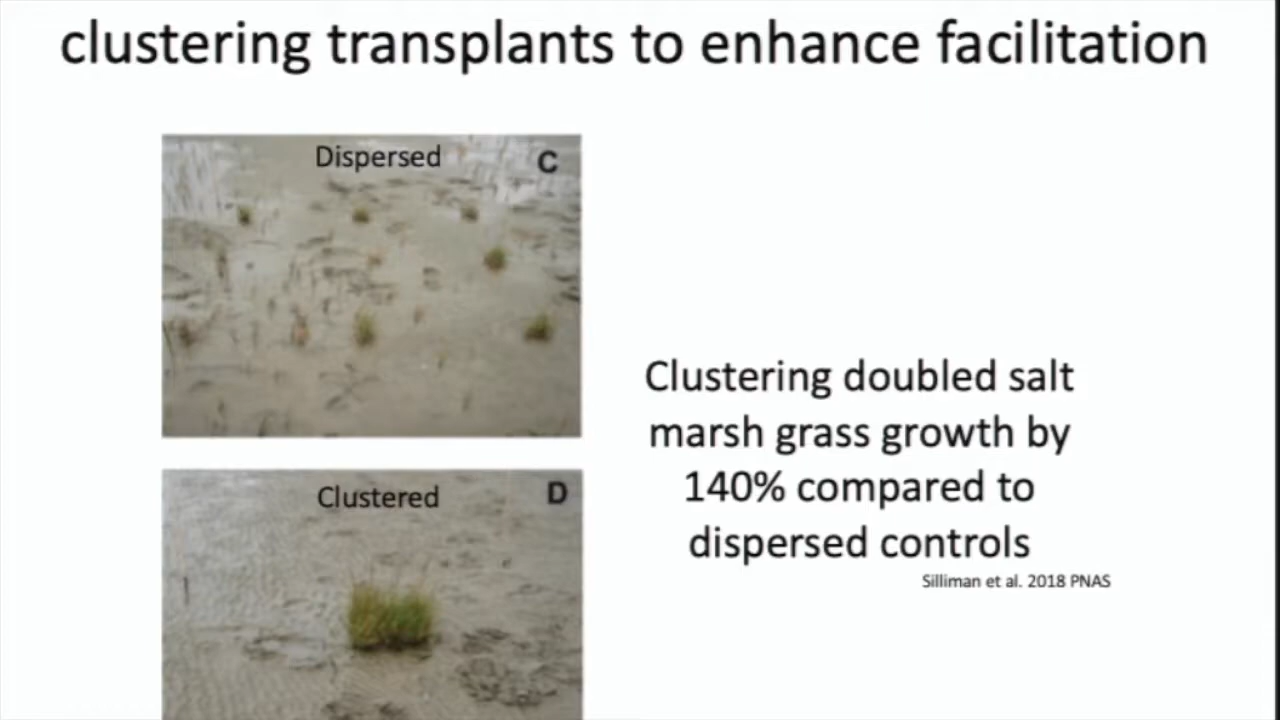 clustering transplants to enhance facilitation
Dispersed
C
Clustered
D
Clustering doubled salt
marsh grass growth by
140% compared to
dispersed controls
Silliman et al. 2018 PNAS